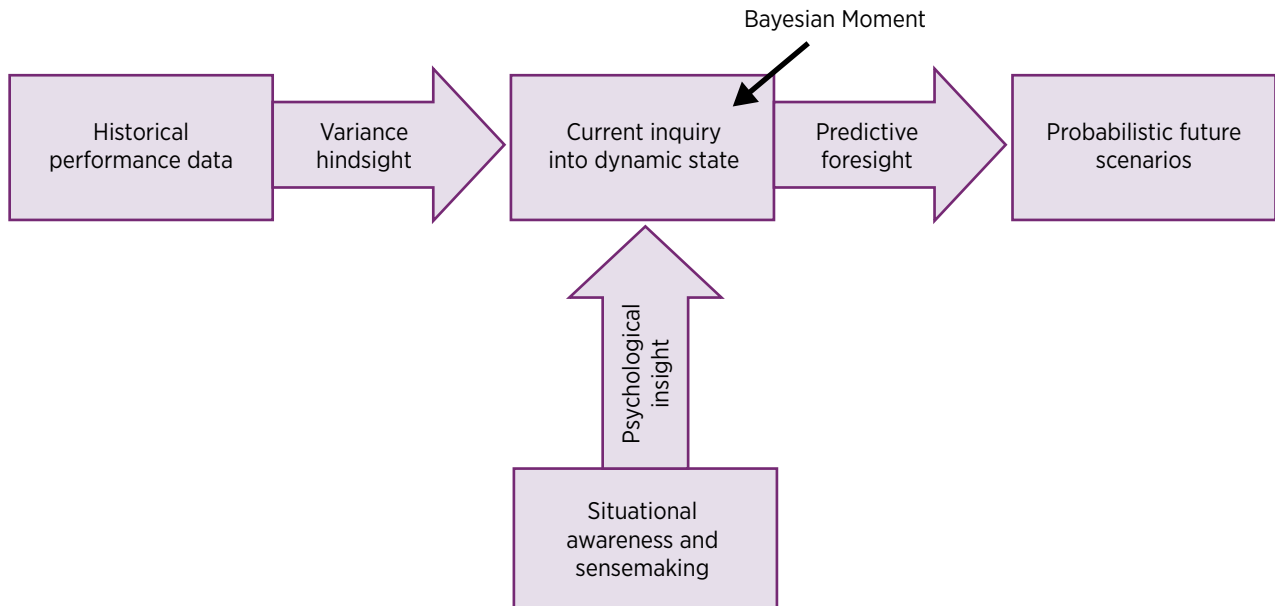 Bayesian Moment
Historical
performance data
Variance
hindsight
Current inquiry
into dynamic state
Predictive
foresight
Probabilistic future
scenarios
Psychological
insight
Situational
awareness and
sensemaking